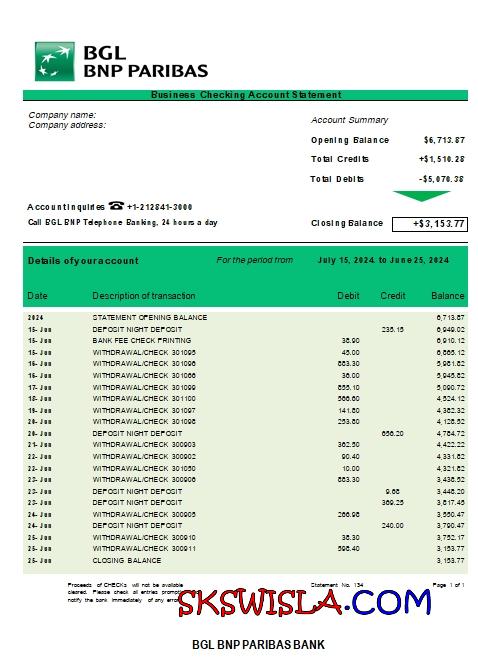 BGL
BNP PARIBAS
Business Checking Account Statement
Company name:
Company address:
Account Summary
Opening Balance $6,713.87
Total Credits +$1,510.28
Total Debits -$5,070.38
Account Inquiries ☎ +1-212841-3000
Call BGL BNP Telephone Banking, 24 hours a day
Closing Balance +$3,153.77
Details of your account For the period from July 15, 2024, to June 25, 2024
Date Description of transaction Debit Credit Balance
2024 STATEMENT OPENING BALANCE 6,713.87
15- Jun DEPOSIT NIGHT DEPOSIT 235.15 6,949.02
15- Jun BANK FEE CHECK PRINTING 38.90 6,910.12
15- Jun WITHDRAWAL/CHECK 301095 45.00 6,865.12
16- Jun WITHDRAWAL/CHECK 301096 883.30 5,981.82
16- Jun WITHDRAWAL/CHECK 301066 36.00 5,945.82
17- Jun WITHDRAWAL/CHECK 301099 855.10 5,090.72
18- Jun WITHDRAWAL/CHECK 301100 566.60 4,524.12
19- Jun WITHDRAWAL/CHECK 301097 141.80 4,382.32
20- Jun WITHDRAWAL/CHECK 301098 253.80 4,128.52
20- Jun DEPOSIT NIGHT DEPOSIT 656.20 4,784.72
21- Jun WITHDRAWAL/CHECK 300903 362.50 4,422.22
22- Jun WITHDRAWAL/CHECK 300902 90.40 4,331.82
22- Jun WITHDRAWAL/CHECK 301050 10.00 4,321.82
22- Jun WITHDRAWAL/CHECK 300906 883.30 3,438.52
23- Jun DEPOSIT NIGHT DEPOSIT 9.68 3,448.20
23- Jun DEPOSIT NIGHT DEPOSIT 369.25 3,817.45
24- Jun WITHDRAWAL/CHECK 300905 266.98 3,550.47
24- Jun DEPOSIT NIGHT DEPOSIT 240.00 3,790.47
25- Jun WITHDRAWAL/CHECK 300910 38.30 3,752.17
25- Jun WITHDRAWAL/CHECK 300911 598.40 3,153.77
25- Jun CLOSING BALANCE 3,153.77
Proceeds of CHECKs will not be available Statement No. 134 Page 1 of 1
cleared. Please check all entries
notify the bank immediately of any
SKSWISLA.COM
BGL BNP PARIBAS BANK